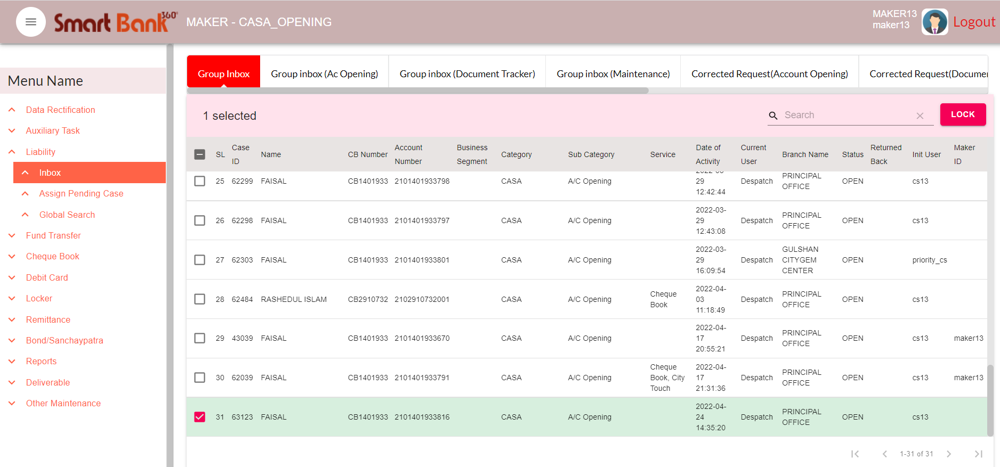 Smart Bank 360°
MAKER - CASA_OPENING
MAKER13
maker13
Logout
Menu Name
Data Rectification
Auxiliary Task
Liability
Inbox
Assign Pending Case
Global Search
Fund Transfer
Cheque Book
Debit Card
Locker
Remittance
Bond/Sanchaypatra
Reports
Deliverable
Other Maintenance
Group Inbox
Group inbox (Ac Opening)
Group inbox (Document Tracker)
Group inbox (Maintenance)
Corrected Request(Account Opening)
Corrected Request(Documen
1 selected
Search
LOCK
SL
Case
ID
Name
CB Number
Account
Number
Business
Segment
Category
Sub Category
Service
Date of
Activity
Current
User
Branch Name
Status
Returned
Back
Init User
Maker
ID
25 62299 FAISAL CB1401933 2101401933798 CASA A/C Opening
29
12:42:44
Despatch
PRINCIPAL
OFFICE
OPEN cs13
26 62298 FAISAL CB1401933 2101401933797 CASA A/C Opening
2022-03-
29
12:43:08
Despatch
PRINCIPAL
OFFICE
OPEN cs13
27 62303 FAISAL CB1401933 2101401933801 CASA A/C Opening
2022-03-
29
16:09:54
Despatch
GULSHAN
CITYGEM
CENTER
OPEN priority_cs
28 62484 RASHEDUL ISLAM CB2910732 2102910732001 CASA A/C Opening
Cheque
Book
2022-04-
03
11:18:49
Despatch
PRINCIPAL
OFFICE
OPEN cs13
29 43039 FAISAL CB1401933 2101401933670 CASA A/C Opening
2022-04-
17
20:55:21
Despatch
PRINCIPAL
OFFICE
OPEN cs13 maker13
30 62039 FAISAL CB1401933 2101401933791 CASA A/C Opening
Cheque
Book, City
Touch
2022-04-
17
21:31:36
Despatch
PRINCIPAL
OFFICE
OPEN cs13 maker13
31 63123 FAISAL CB1401933 2101401933816 CASA A/C Opening
2022-04-
24
14:35:20
Despatch
PRINCIPAL
OFFICE
OPEN cs13
1-31 of 31